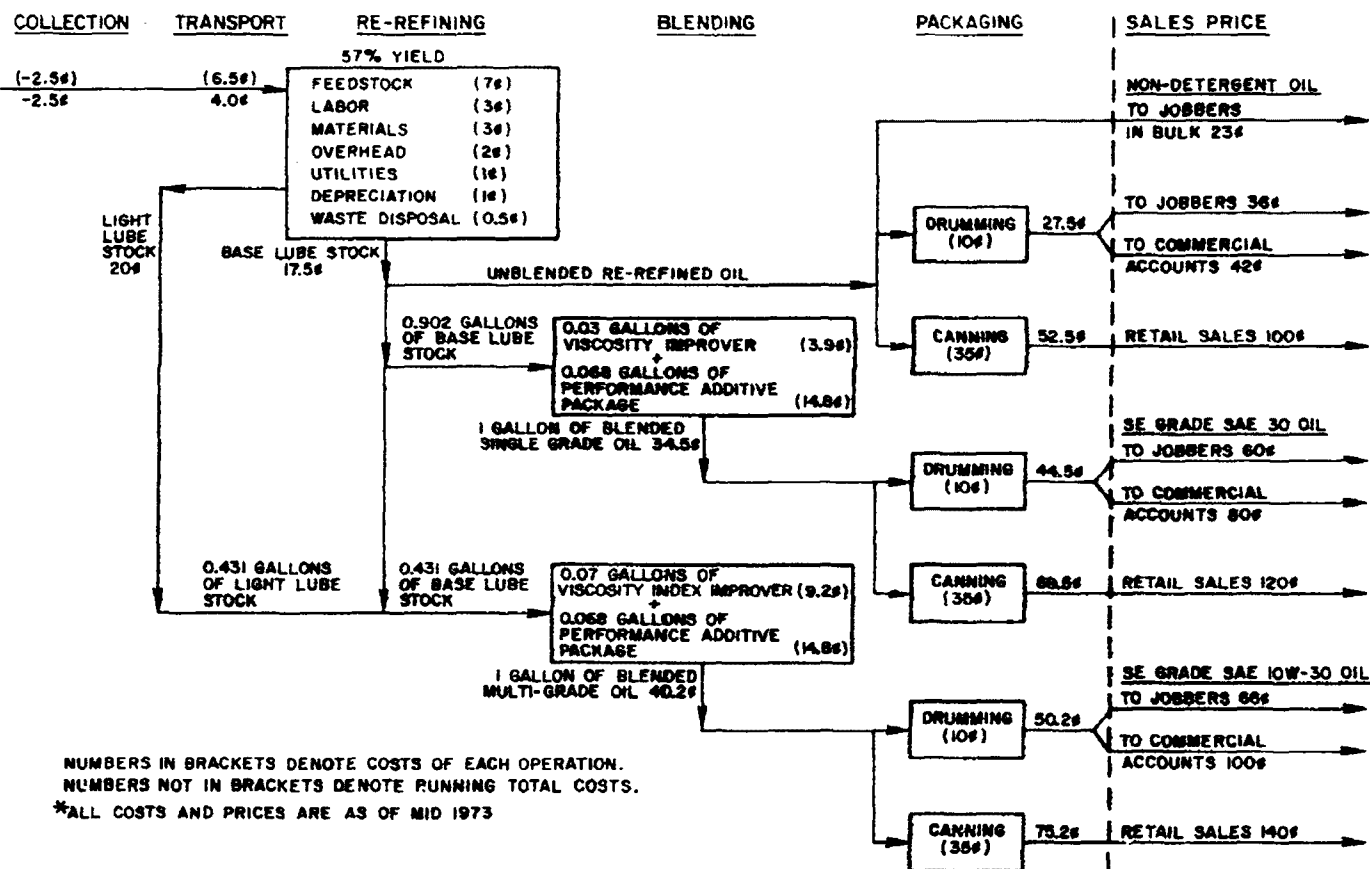 COLLECTION TRANSPORT RE-REFINING BLENDING PACKAGING SALES PRICE
57% YIELD
(-2.5¢) (6.5¢)
-2.5¢ 4.0¢
FEEDSTOCK (7¢)
LABOR (3¢)
MATERIALS (3¢)
OVERHEAD (2¢)
UTILITIES (1¢)
DEPRECIATION (1¢)
WASTE DISPOSAL (0.5¢)
LIGHT
LUBE
STOCK
20¢
BASE LUBE STOCK
17.5¢
UNBLENDED RE-REFINED OIL
NON-DETERGENT OIL
TO JOBBERS
IN BULK 23¢
DRUMMING
(10¢)
27.5¢
TO JOBBERS 36¢
TO COMMERCIAL
ACCOUNTS 42¢
CANNING
(35¢)
52.5¢
RETAIL SALES 100¢
0.902 GALLONS
OF BASE LUBE
STOCK
0.03 GALLONS OF
VISCOSITY IMPROVER (3.9¢)
+
0.068 GALLONS OF
PERFORMANCE ADDITIVE
PACKAGE (14.8¢)
1 GALLON OF BLENDED
SINGLE GRADE OIL 34.5¢
SE GRADE SAE 30 OIL
DRUMMING
(10¢)
44.5¢
TO JOBBERS 60¢
TO COMMERCIAL
ACCOUNTS 80¢
CANNING
(35¢)
RETAIL SALES 120¢
0.431 GALLONS
OF LIGHT LUBE
STOCK
0.431 GALLONS
OF BASE LUBE
STOCK
0.07 GALLONS OF
VISCOSITY INDEX IMPROVER (9.2¢)
+
0.068 GALLONS OF
PERFORMANCE ADDITIVE
PACKAGE (14.8¢)
1 GALLON OF BLENDED
MULTI-GRADE OIL 40.2¢
SE GRADE SAE 10W-30 OIL
DRUMMING
(10¢)
50.2¢
TO JOBBERS 66¢
TO COMMERCIAL
ACCOUNTS 100¢
CANNING
(35¢)
75.2¢
RETAIL SALES 140¢
NUMBERS IN BRACKETS DENOTE COSTS OF EACH OPERATION.
NUMBERS NOT IN BRACKETS DENOTE RUNNING TOTAL COSTS.
*ALL COSTS AND PRICES ARE AS OF MID 1973